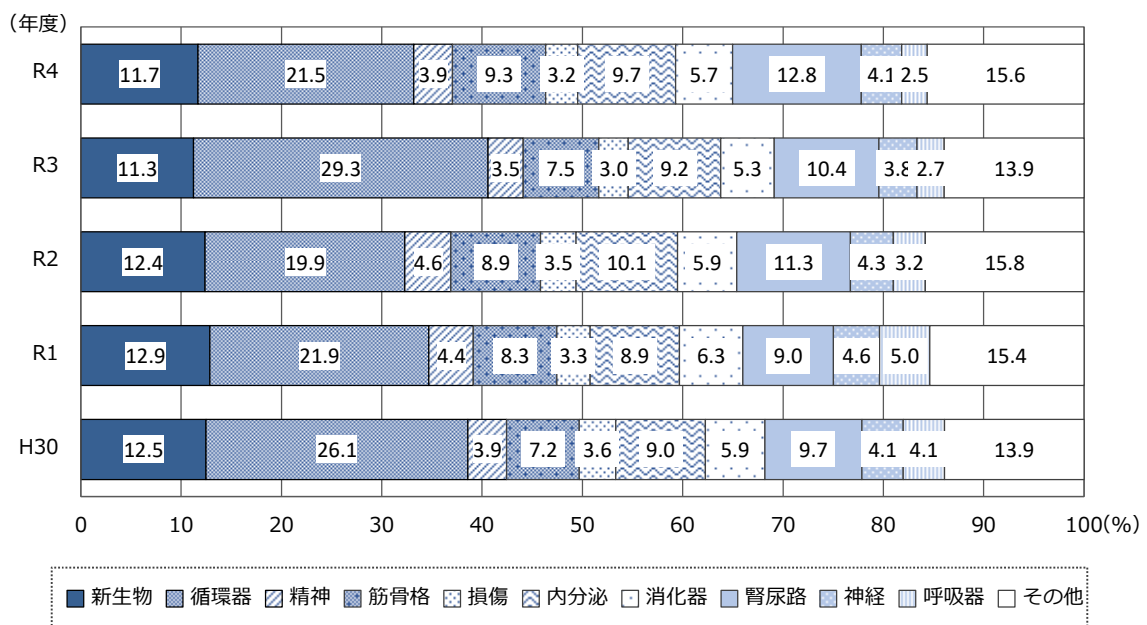 (年度)
R4 11.7 21.5 3.9 9.3 3.2 9.7 5.7 12.8 4.1 2.5 15.6
R3 11.3 29.3 3.5 7.5 3.0 9.2 5.3 10.4 3.8 2.7 13.9
R2 12.4 19.9 4.6 8.9 3.5 10.1 5.9 11.3 4.3 3.2 15.8
R1 12.9 21.9 4.4 8.3 3.3 8.9 6.3 9.0 4.6 5.0 15.4
H30 12.5 26.1 3.9 7.2 3.6 9.0 5.9 9.7 4.1 4.1 13.9
0 10 20 30 40 50 60 70 80 90 100(%)
新生物 循環器 精神 筋骨格 損傷 内分泌 消化器 腎尿路 神経 呼吸器 その他